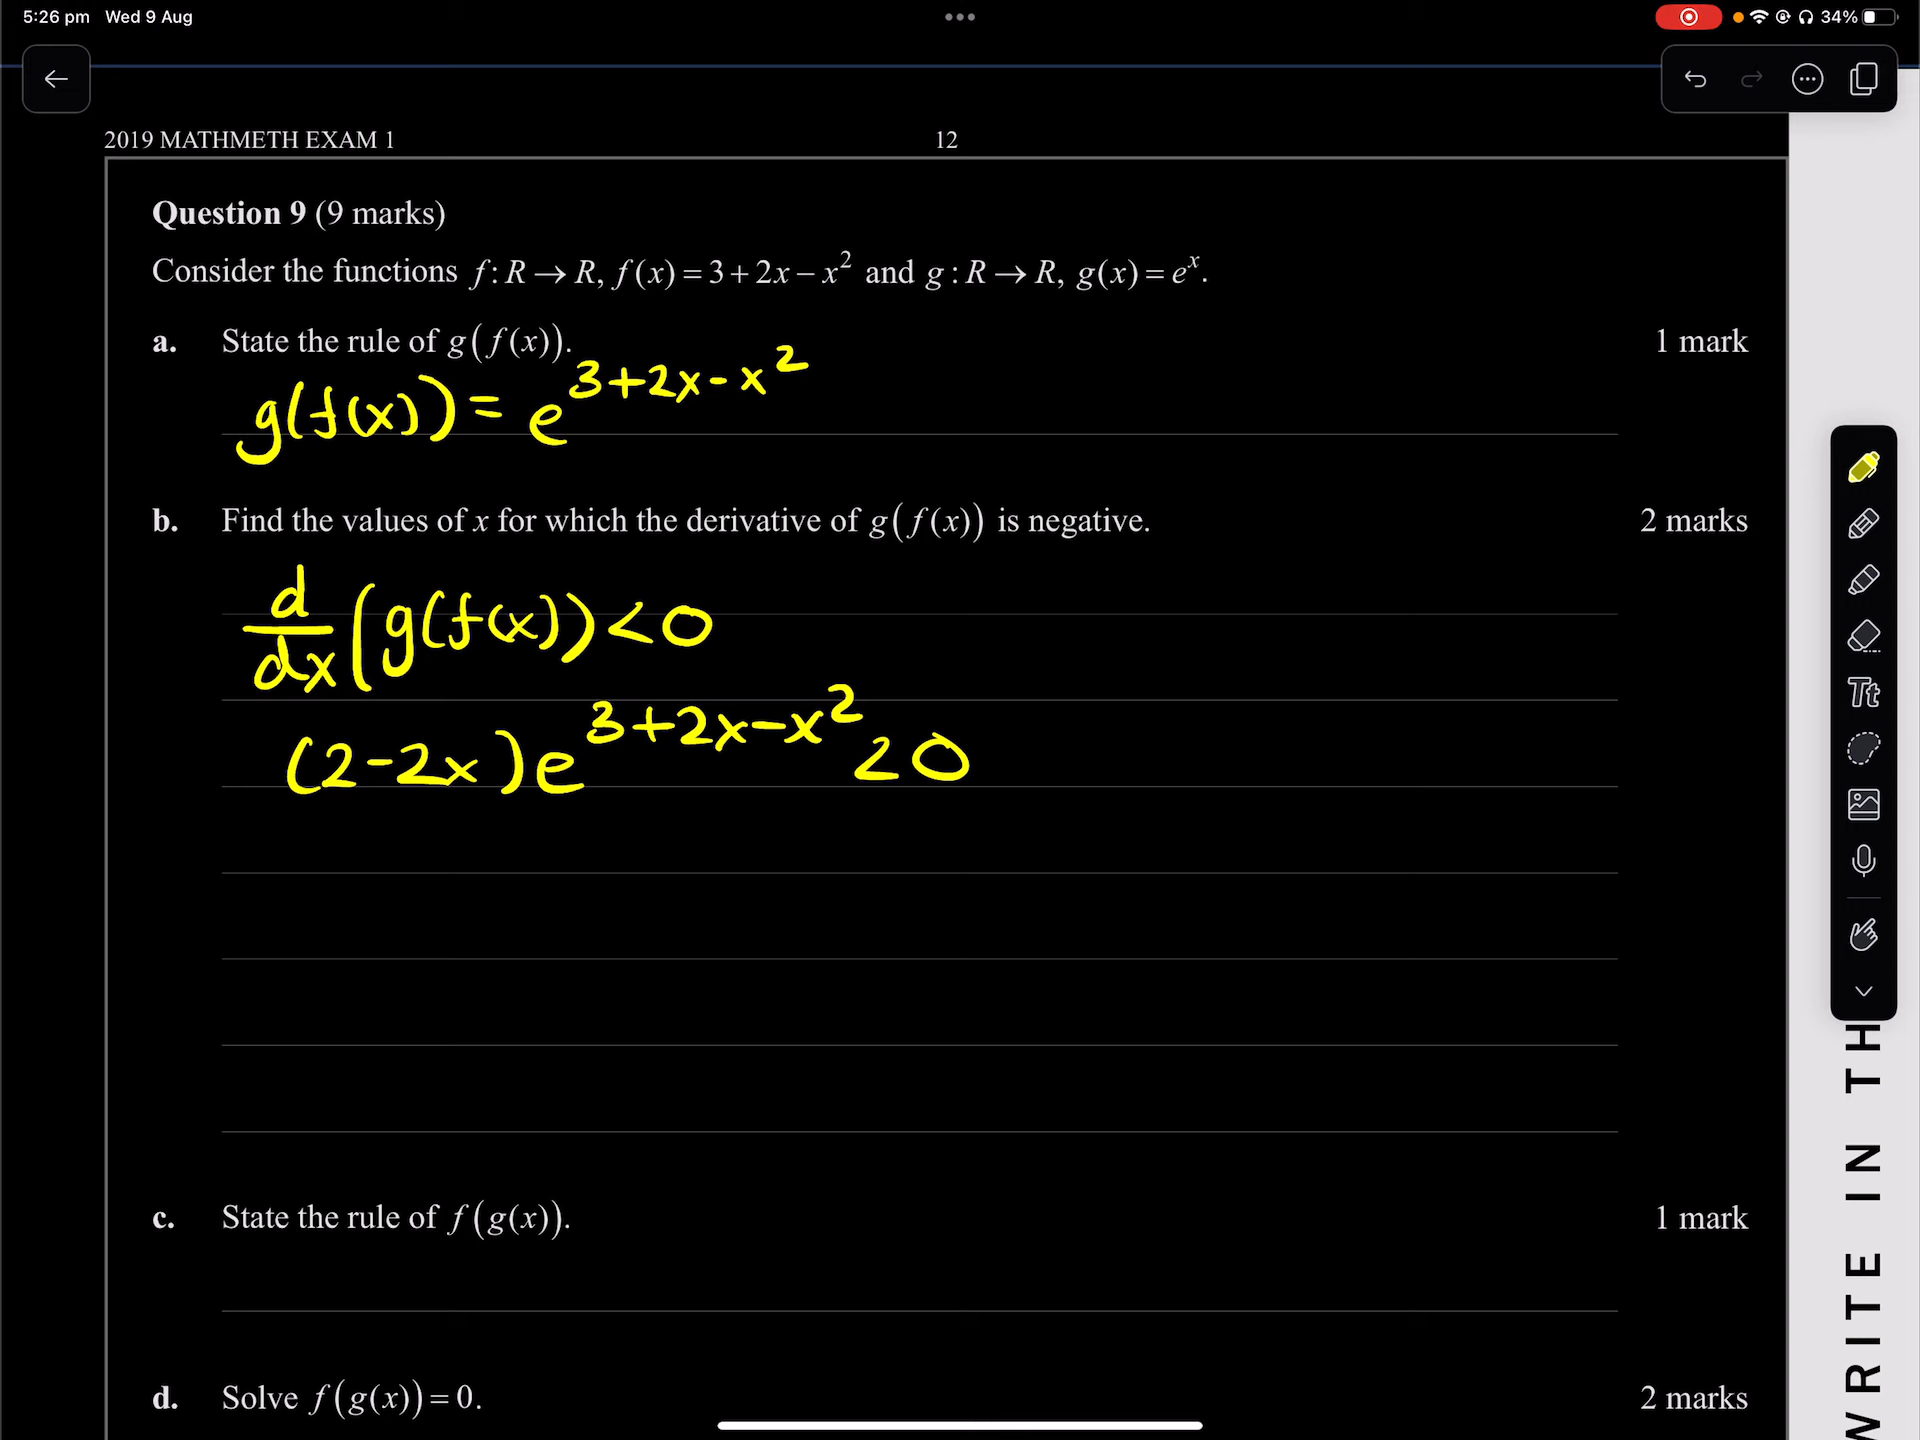 5:26 pm Wed 9 Aug
34%
2019 MATHMETH EXAM 1 12
Question 9 (9 marks)
Consider the functions f : R → R, f(x) = 3 + 2x − x² and g : R → R, g(x) = eˣ.
a. State the rule of g(f(x)). 1 mark
g(f(x)) = e^{3+2x-x²}
b. Find the values of x for which the derivative of g(f(x)) is negative. 2 marks
d/dx (g(f(x)) < 0
(2-2x)e^{3+2x-x²} < 0
Tt
c. State the rule of f(g(x)). 1 mark
d. Solve f(g(x)) = 0. 2 marks
WRITE IN TH